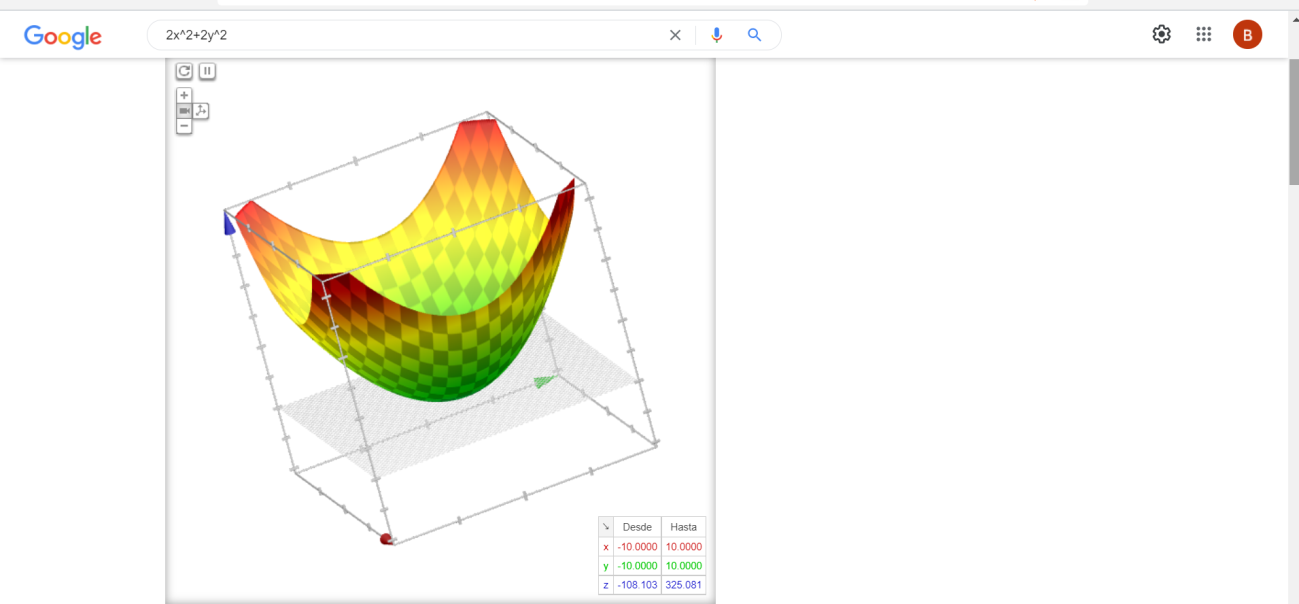 Google
2x^2+2y^2
B
Desde Hasta
x -10.0000 10.0000
y -10.0000 10.0000
z -108.103 325.081